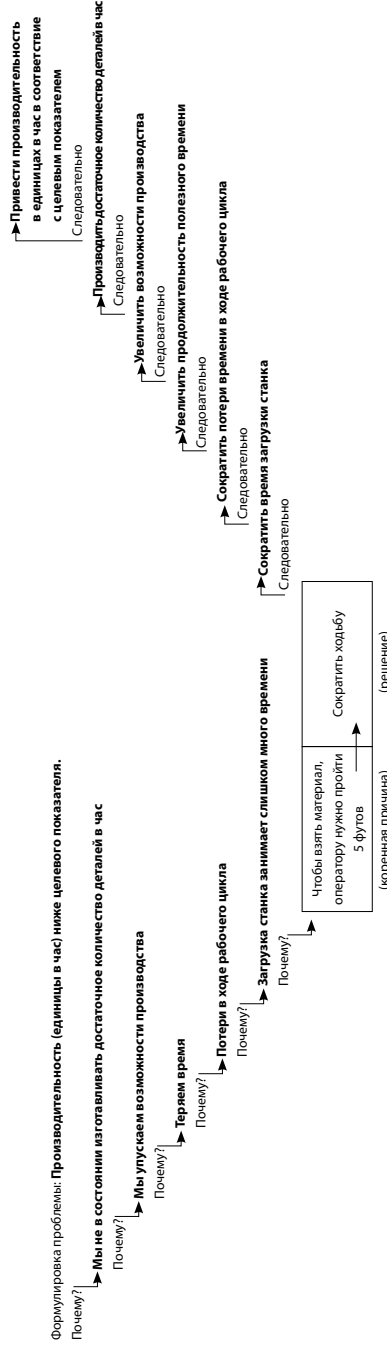 Формулировка проблемы: Производительность (единицы в час) ниже целевого показателя.
Почему?
Мы не в состоянии изготавливать достаточное количество деталей в час
Почему?
Мы упускаем возможности производства
Почему?
Теряем время
Почему?
Потери в ходе рабочего цикла
Почему?
Загрузка станка занимает слишком много времени
Почему?
Чтобы взять материал,
оператору нужно пройти
5 футов
(коренная причина)
Сократить ходьбу
(решение)
Следовательно
Сократить время загрузки станка
Следовательно
Сократить потери времени в ходе рабочего цикла
Следовательно
Увеличить продолжительность полезного времени
Следовательно
Увеличить возможности производства
Следовательно
Производить достаточное количество деталей в час
Следовательно
Привести производительность
в единицах в час в соответствие
с целевым показателем